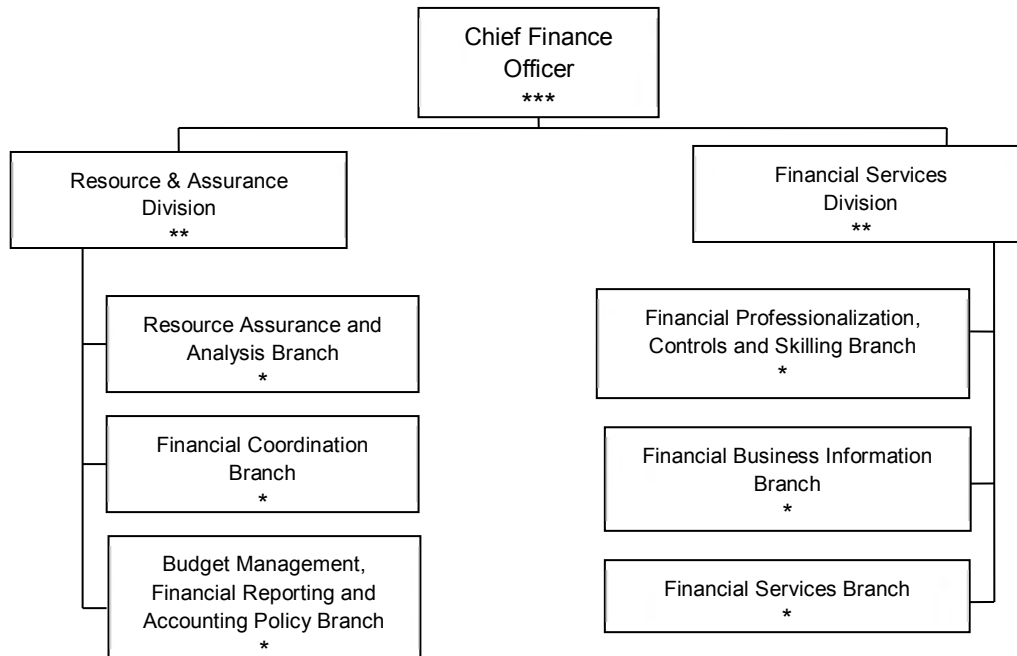 Chief Finance
Officer
***
Resource & Assurance
Division
**
Financial Services
Division
**
Resource Assurance and
Analysis Branch
*
Financial Coordination
Branch
*
Budget Management,
Financial Reporting and
Accounting Policy Branch
*
Financial Professionalization,
Controls and Skilling Branch
*
Financial Business Information
Branch
*
Financial Services Branch
*